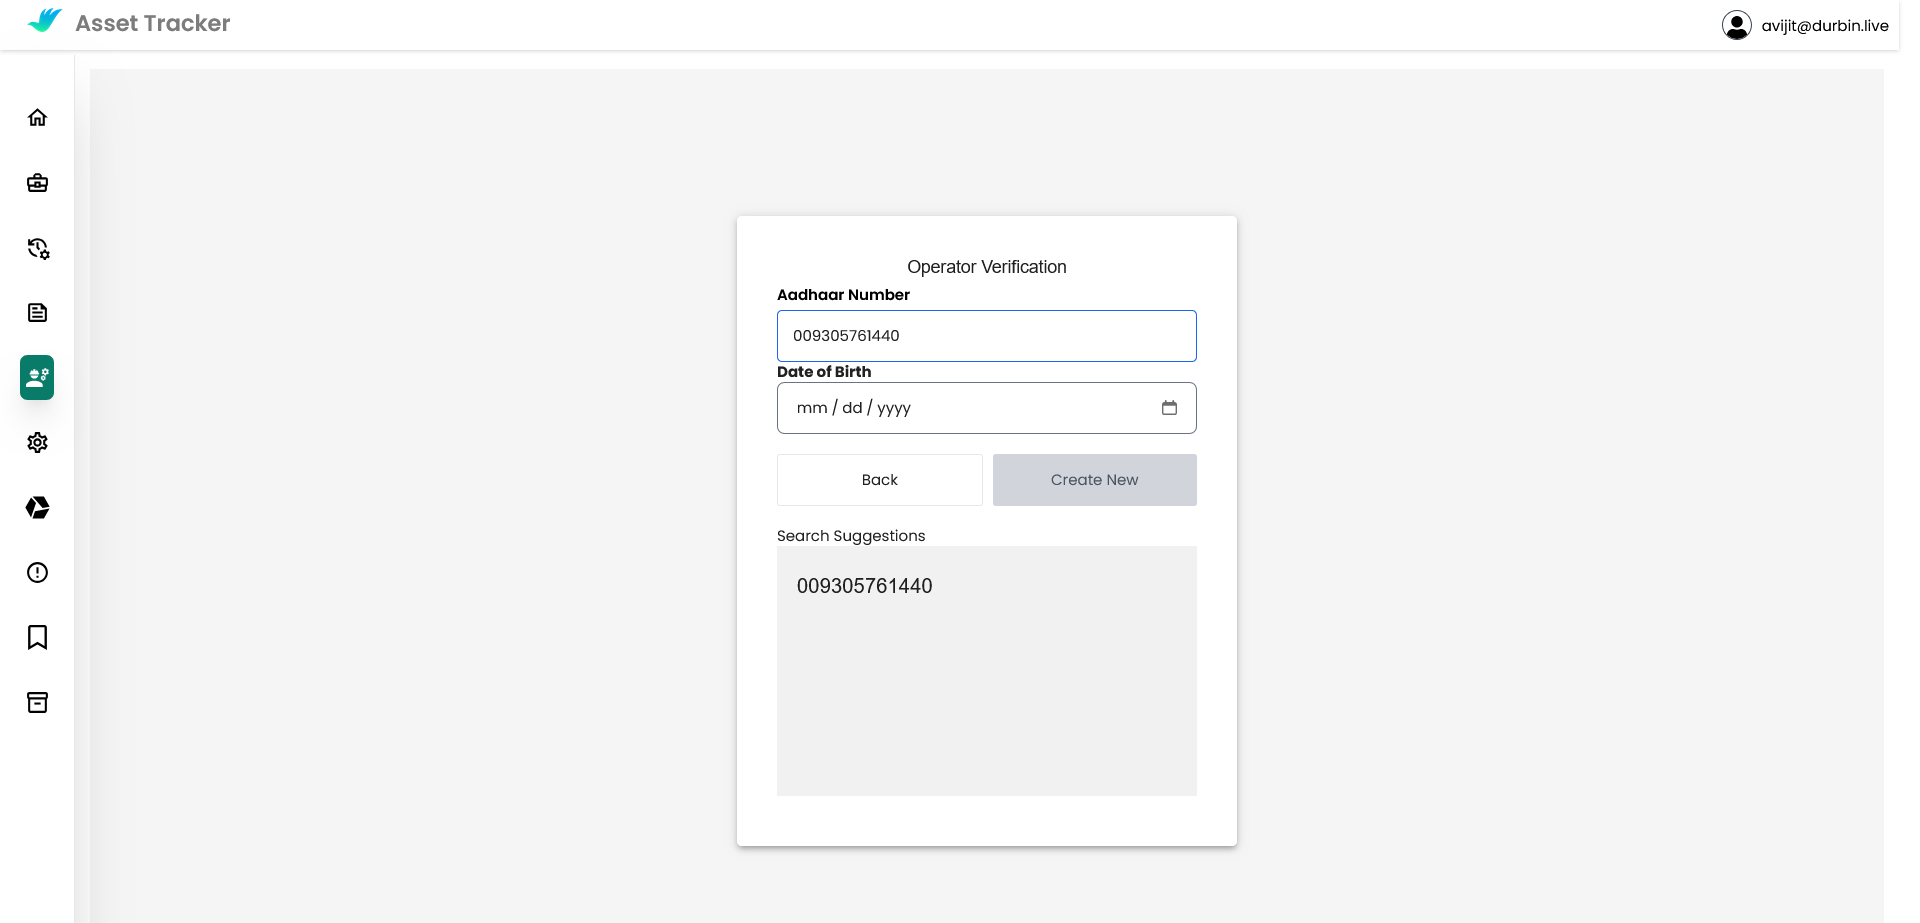 Asset Tracker
avijit@durbin.live
Operator Verification
Aadhaar Number
009305761440
Date of Birth
mm / dd / yyyy
Back
Create New
Search Suggestions
009305761440